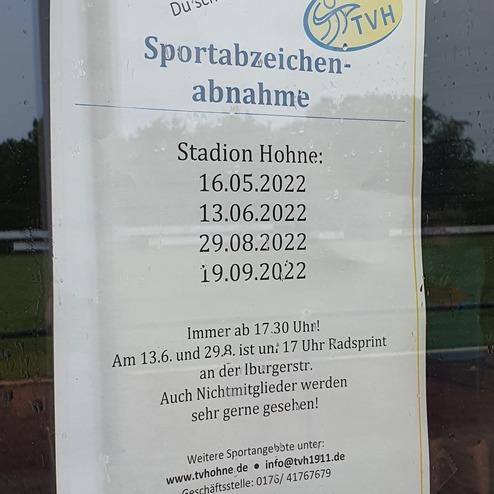 Du sch
TVH
Sportabzeichen-
abnahme
Stadion Hohne:
16.05.2022
13.06.2022
29.08.2022
19.09.2022
Immer ab 17.30 Uhr!
Am 13.6. und 29.8. ist um 17 Uhr Radsprint
an der Iburgerstr.
Auch Nichtmitglieder werden
sehr gerne gesehen!
Weitere Sportangebote unter:
www.tvhohne.de ● info@tvh1911.de
Geschäftsstelle: 0176/ 41767679